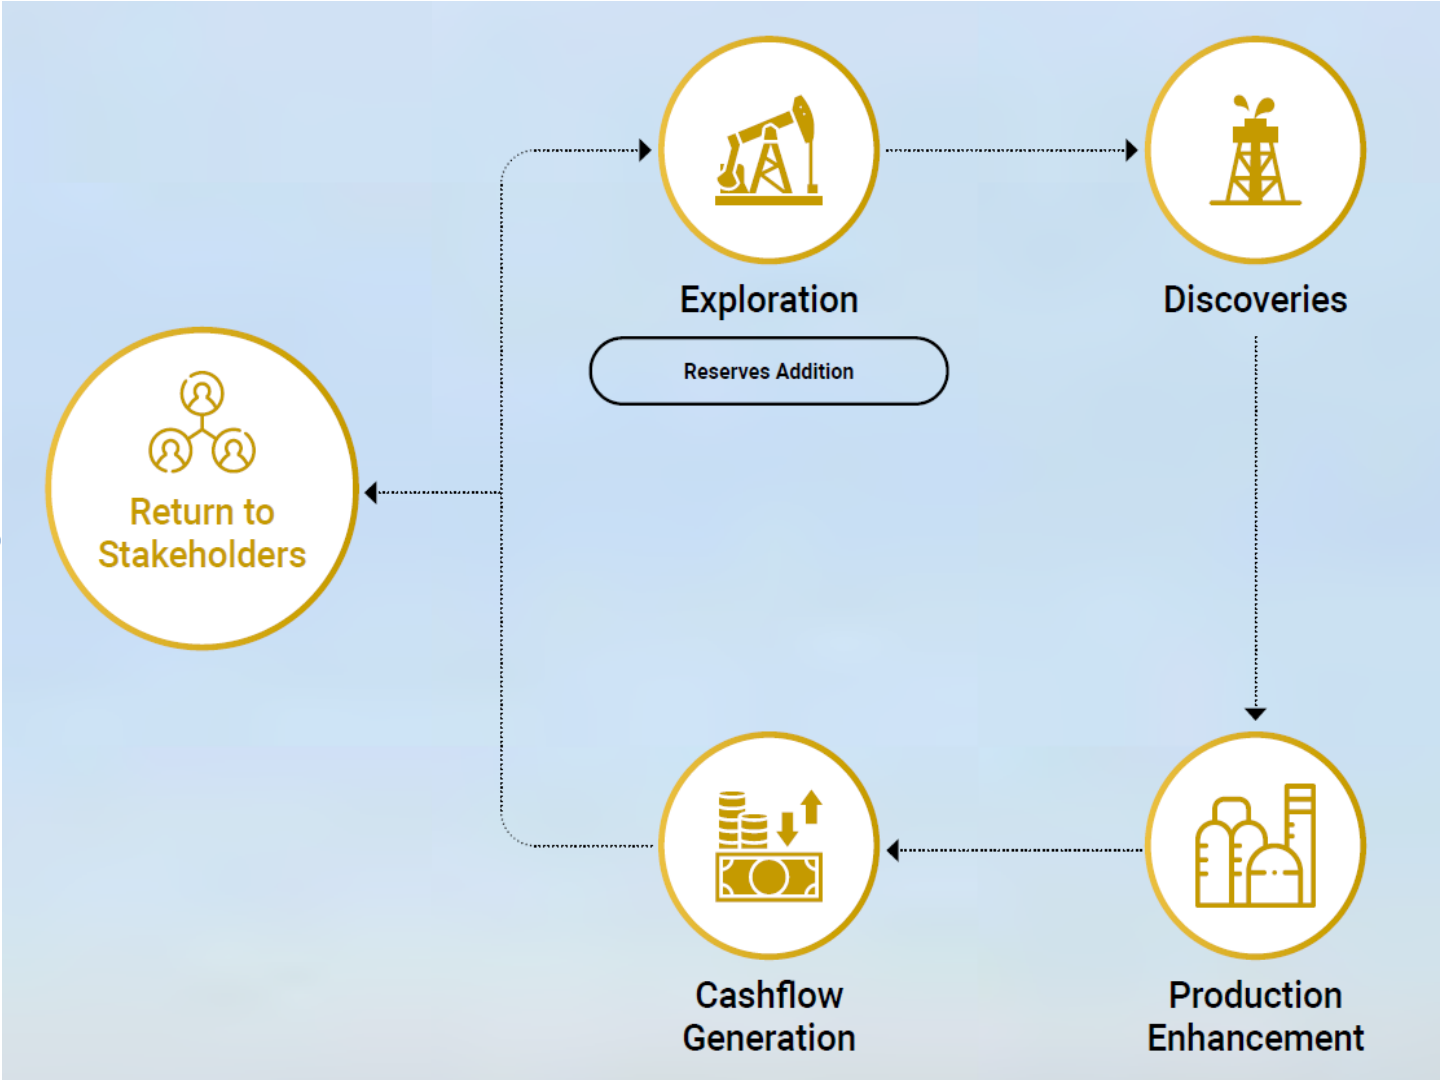 Exploration
Discoveries
Reserves Addition
Return to
Stakeholders
Cashflow
Generation
Production
Enhancement